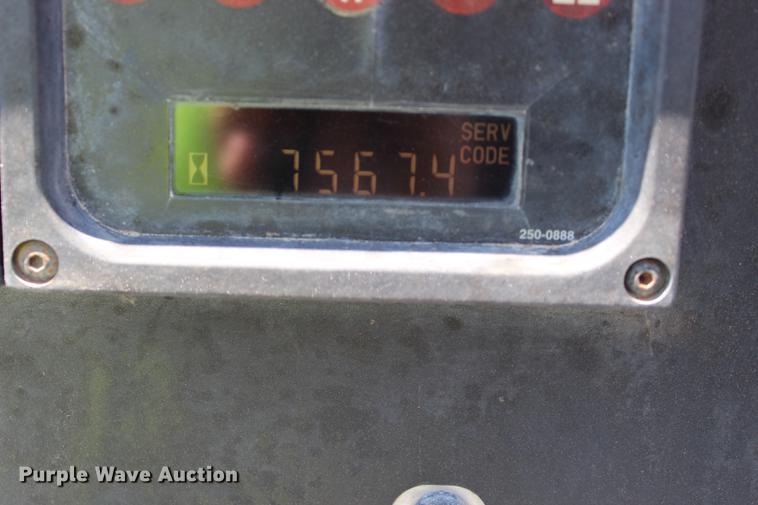 SERV
CODE
7567.4
250-0888
Purple Wave Auction